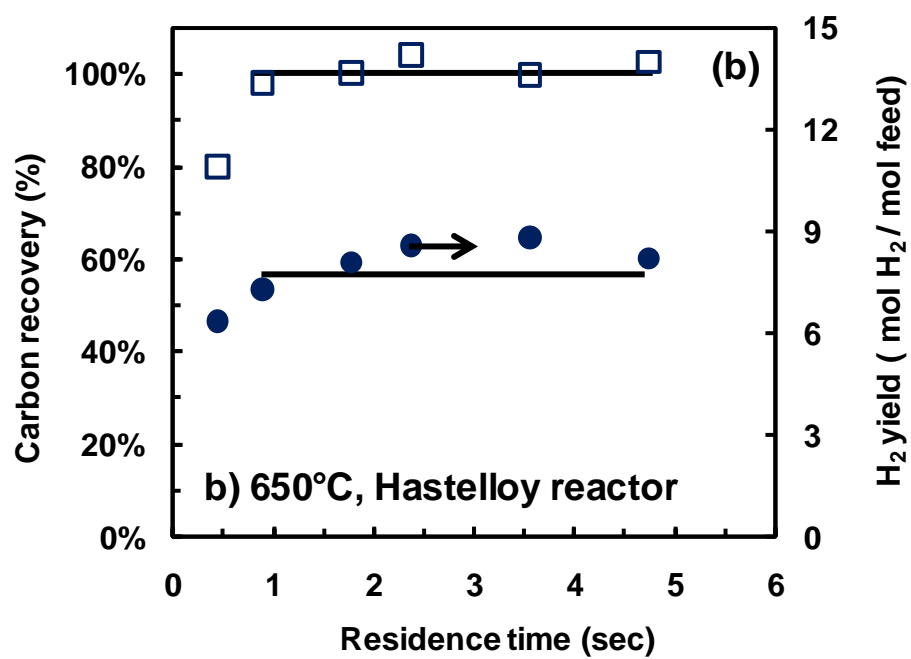 (b)
100%
80%
60%
40%
20%
0%
Carbon recovery (%)
15
12
9
6
3
0
H2 yield ( mol H2 / mol feed)
b) 650°C, Hastelloy reactor
0 1 2 3 4 5 6
Residence time (sec)